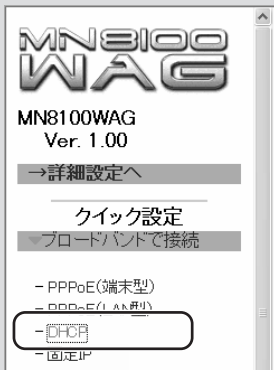 MN8100
WAG
MN8100WAG
Ver. 1.00
→詳細設定へ
クイック設定
▼ブロードバンドで接続
- PPPoE(端末型)
- PPPoE(LAN型)
- DHCP
- 固定IP